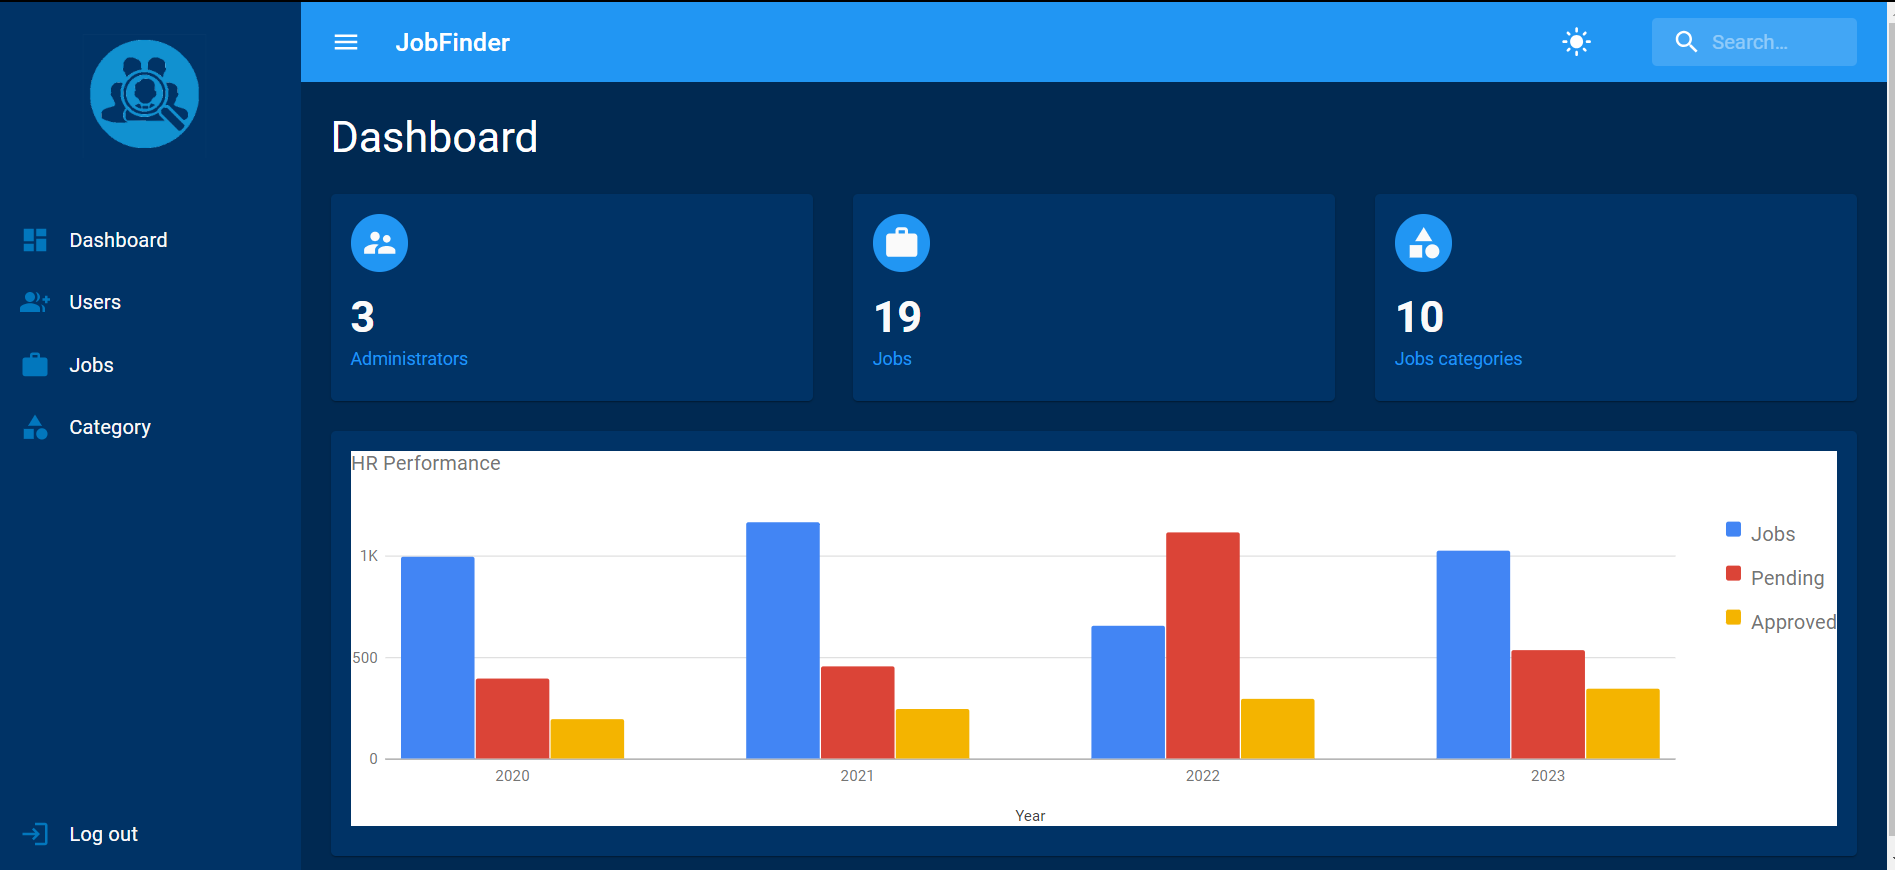 JobFinder
Search...
Dashboard
Users
Jobs
Category
Log out
Dashboard
3
Administrators
19
Jobs
10
Jobs categories
HR Performance
1K
500
0
2020
2021
2022
2023
Year
Jobs
Pending
Approved